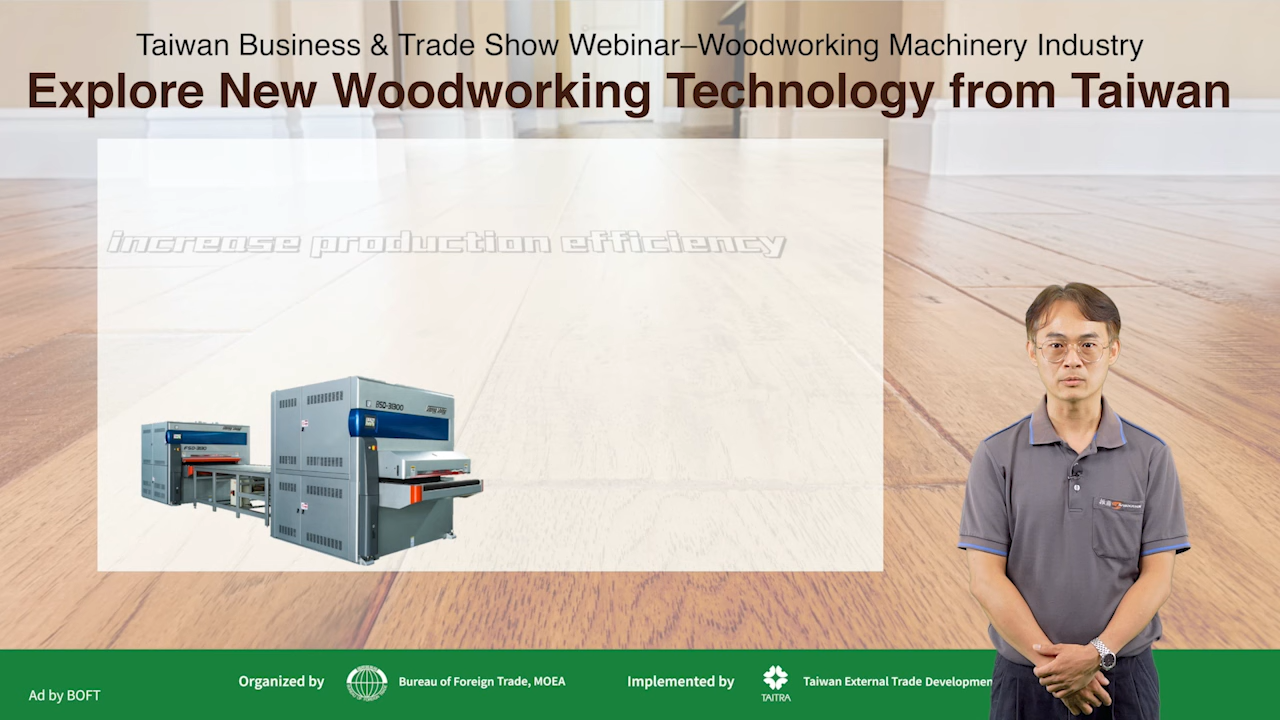 Taiwan Business & Trade Show Webinar–Woodworking Machinery Industry
Explore New Woodworking Technology from Taiwan
increase production efficiency
Ad by BOFT
Organized by
Bureau of Foreign Trade, MOEA
Implemented by
TAITRA
Taiwan External Trade Developmen